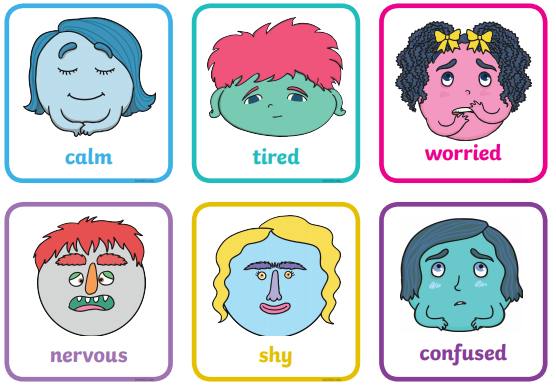 calm
tired
worried
nervous
shy
confused